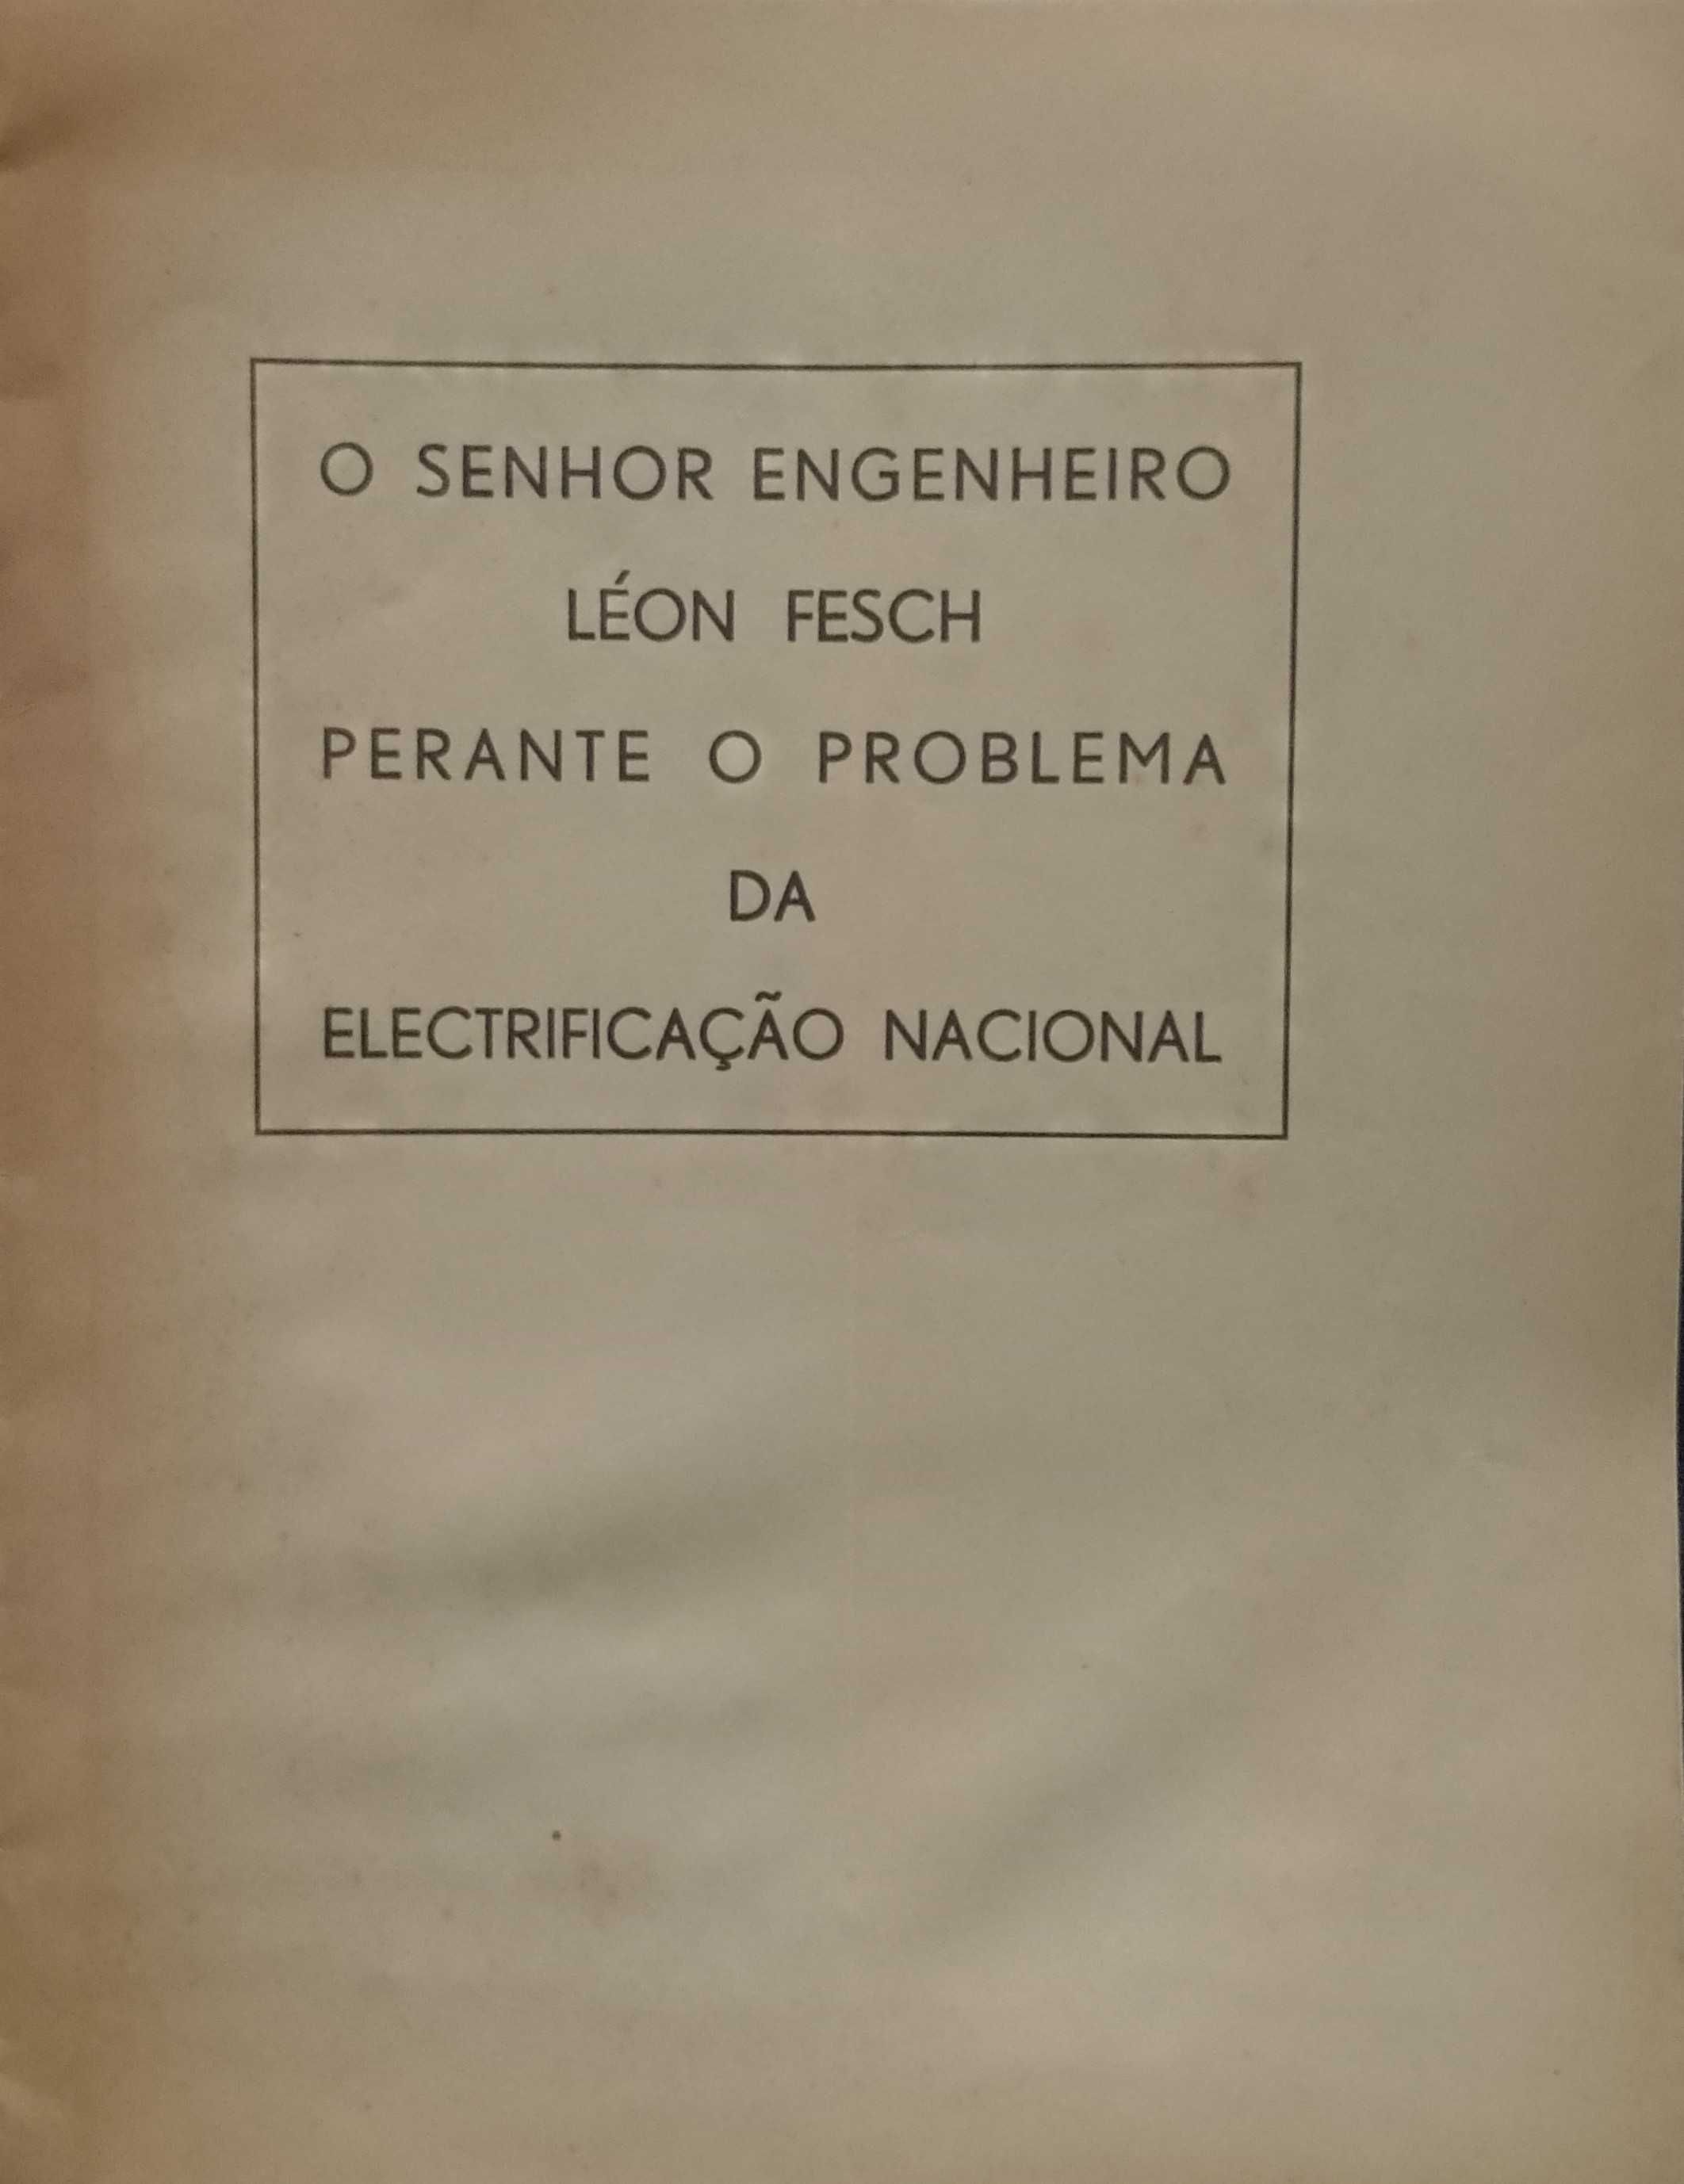 O SENHOR ENGENHEIRO
LÉON FESCH
PERANTE O PROBLEMA
DA
ELECTRIFICAÇÃO NACIONAL